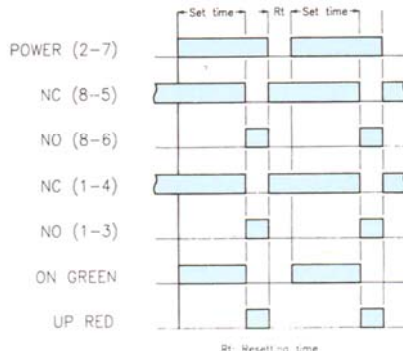 Set time Rt Set time
POWER (2-7)
NC (8-5)
NO (8-6)
NC (1-4)
NO (1-3)
ON GREEN
UP RED
Rt: Resetting time